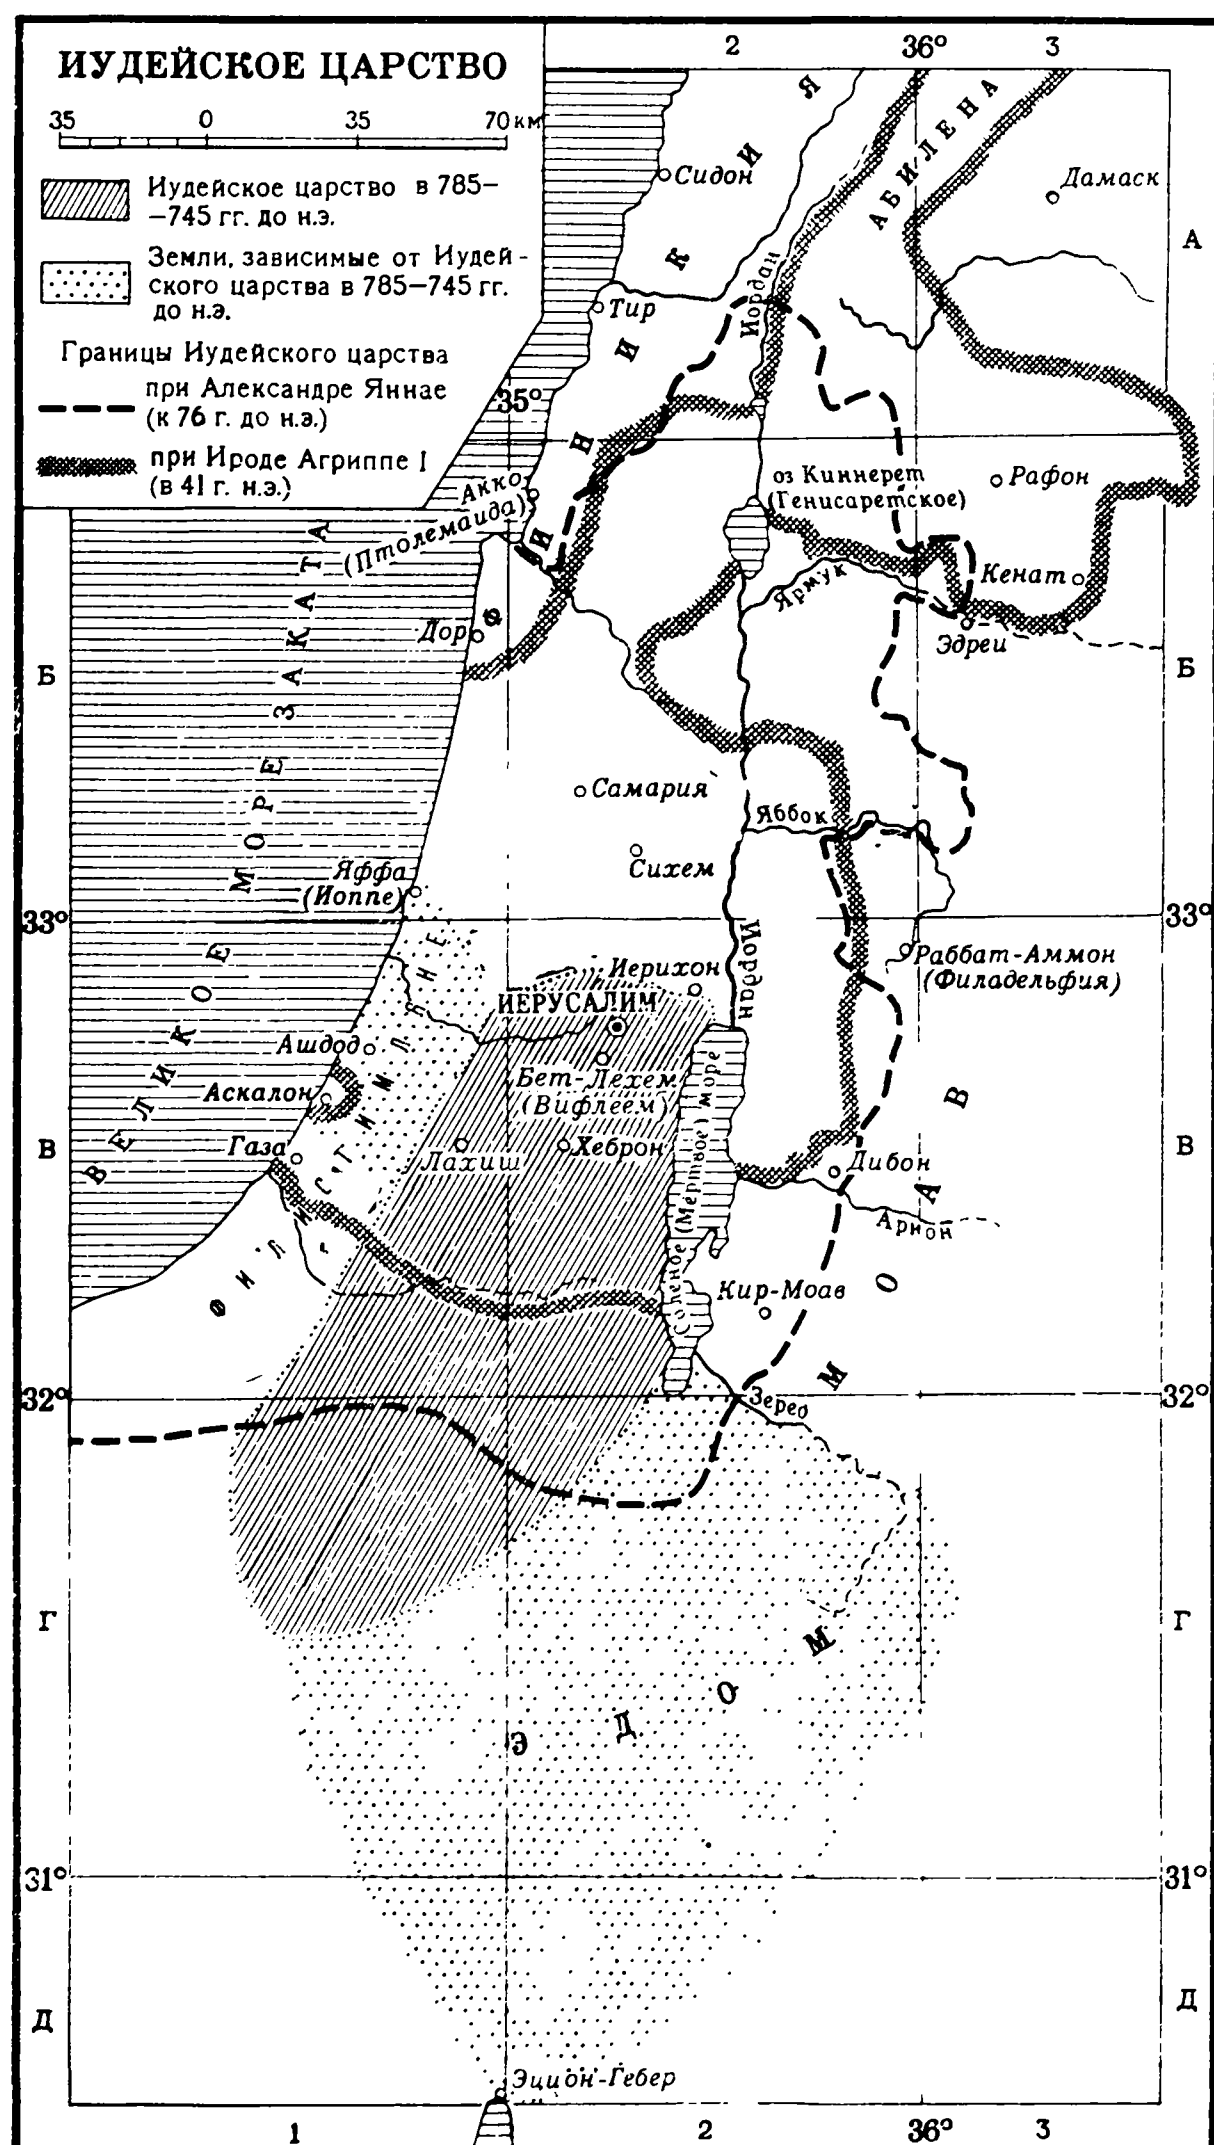 ИУДЕЙСКОЕ ЦАРСТВО
35 0 35 70 км
Иудейское царство в 785–
–745 гг. до н.э.
Земли, зависимые от Иудей-
ского царства в 785–745 гг.
до н.э.
Границы Иудейского царства
при Александре Яннае
(к 76 г. до н.э.)
при Ироде Агриппе I
(в 41 г. н.э.)
2 36° 3
АБИЛЕНА
Сидон
Дамаск
А
А
Тир
Иордан
ФИНИКИЯ
35°
Акко
(Птолемаида)
оз Киннерет
(Генисаретское)
Рафон
Ярмук
Кенат
Дор
Эдреи
Б
Б
ВЕЛИКОЕ МОРЕ ЗАКАТА
Самария
Яббок
Сихем
Яффа
(Иоппе)
33°
33°
Иордан
Раббат-Аммон
(Филадельфия)
Иерихон
ИЕРУСАЛИМ
Ашдод
Бет-Лехем
(Вифлеем)
Аскалон
ФИЛИСТИМЛЯНЕ
Соленое (Мертвое) море
Газа
Лахиш
Хеброн
Дибон
В
В
Арнон
МОАВ
Кир-Моав
32°
32°
Зеред
Г
Г
ЭДОМ
31°
31°
Д
Д
Эцион-Гебер
1 2 36° 3